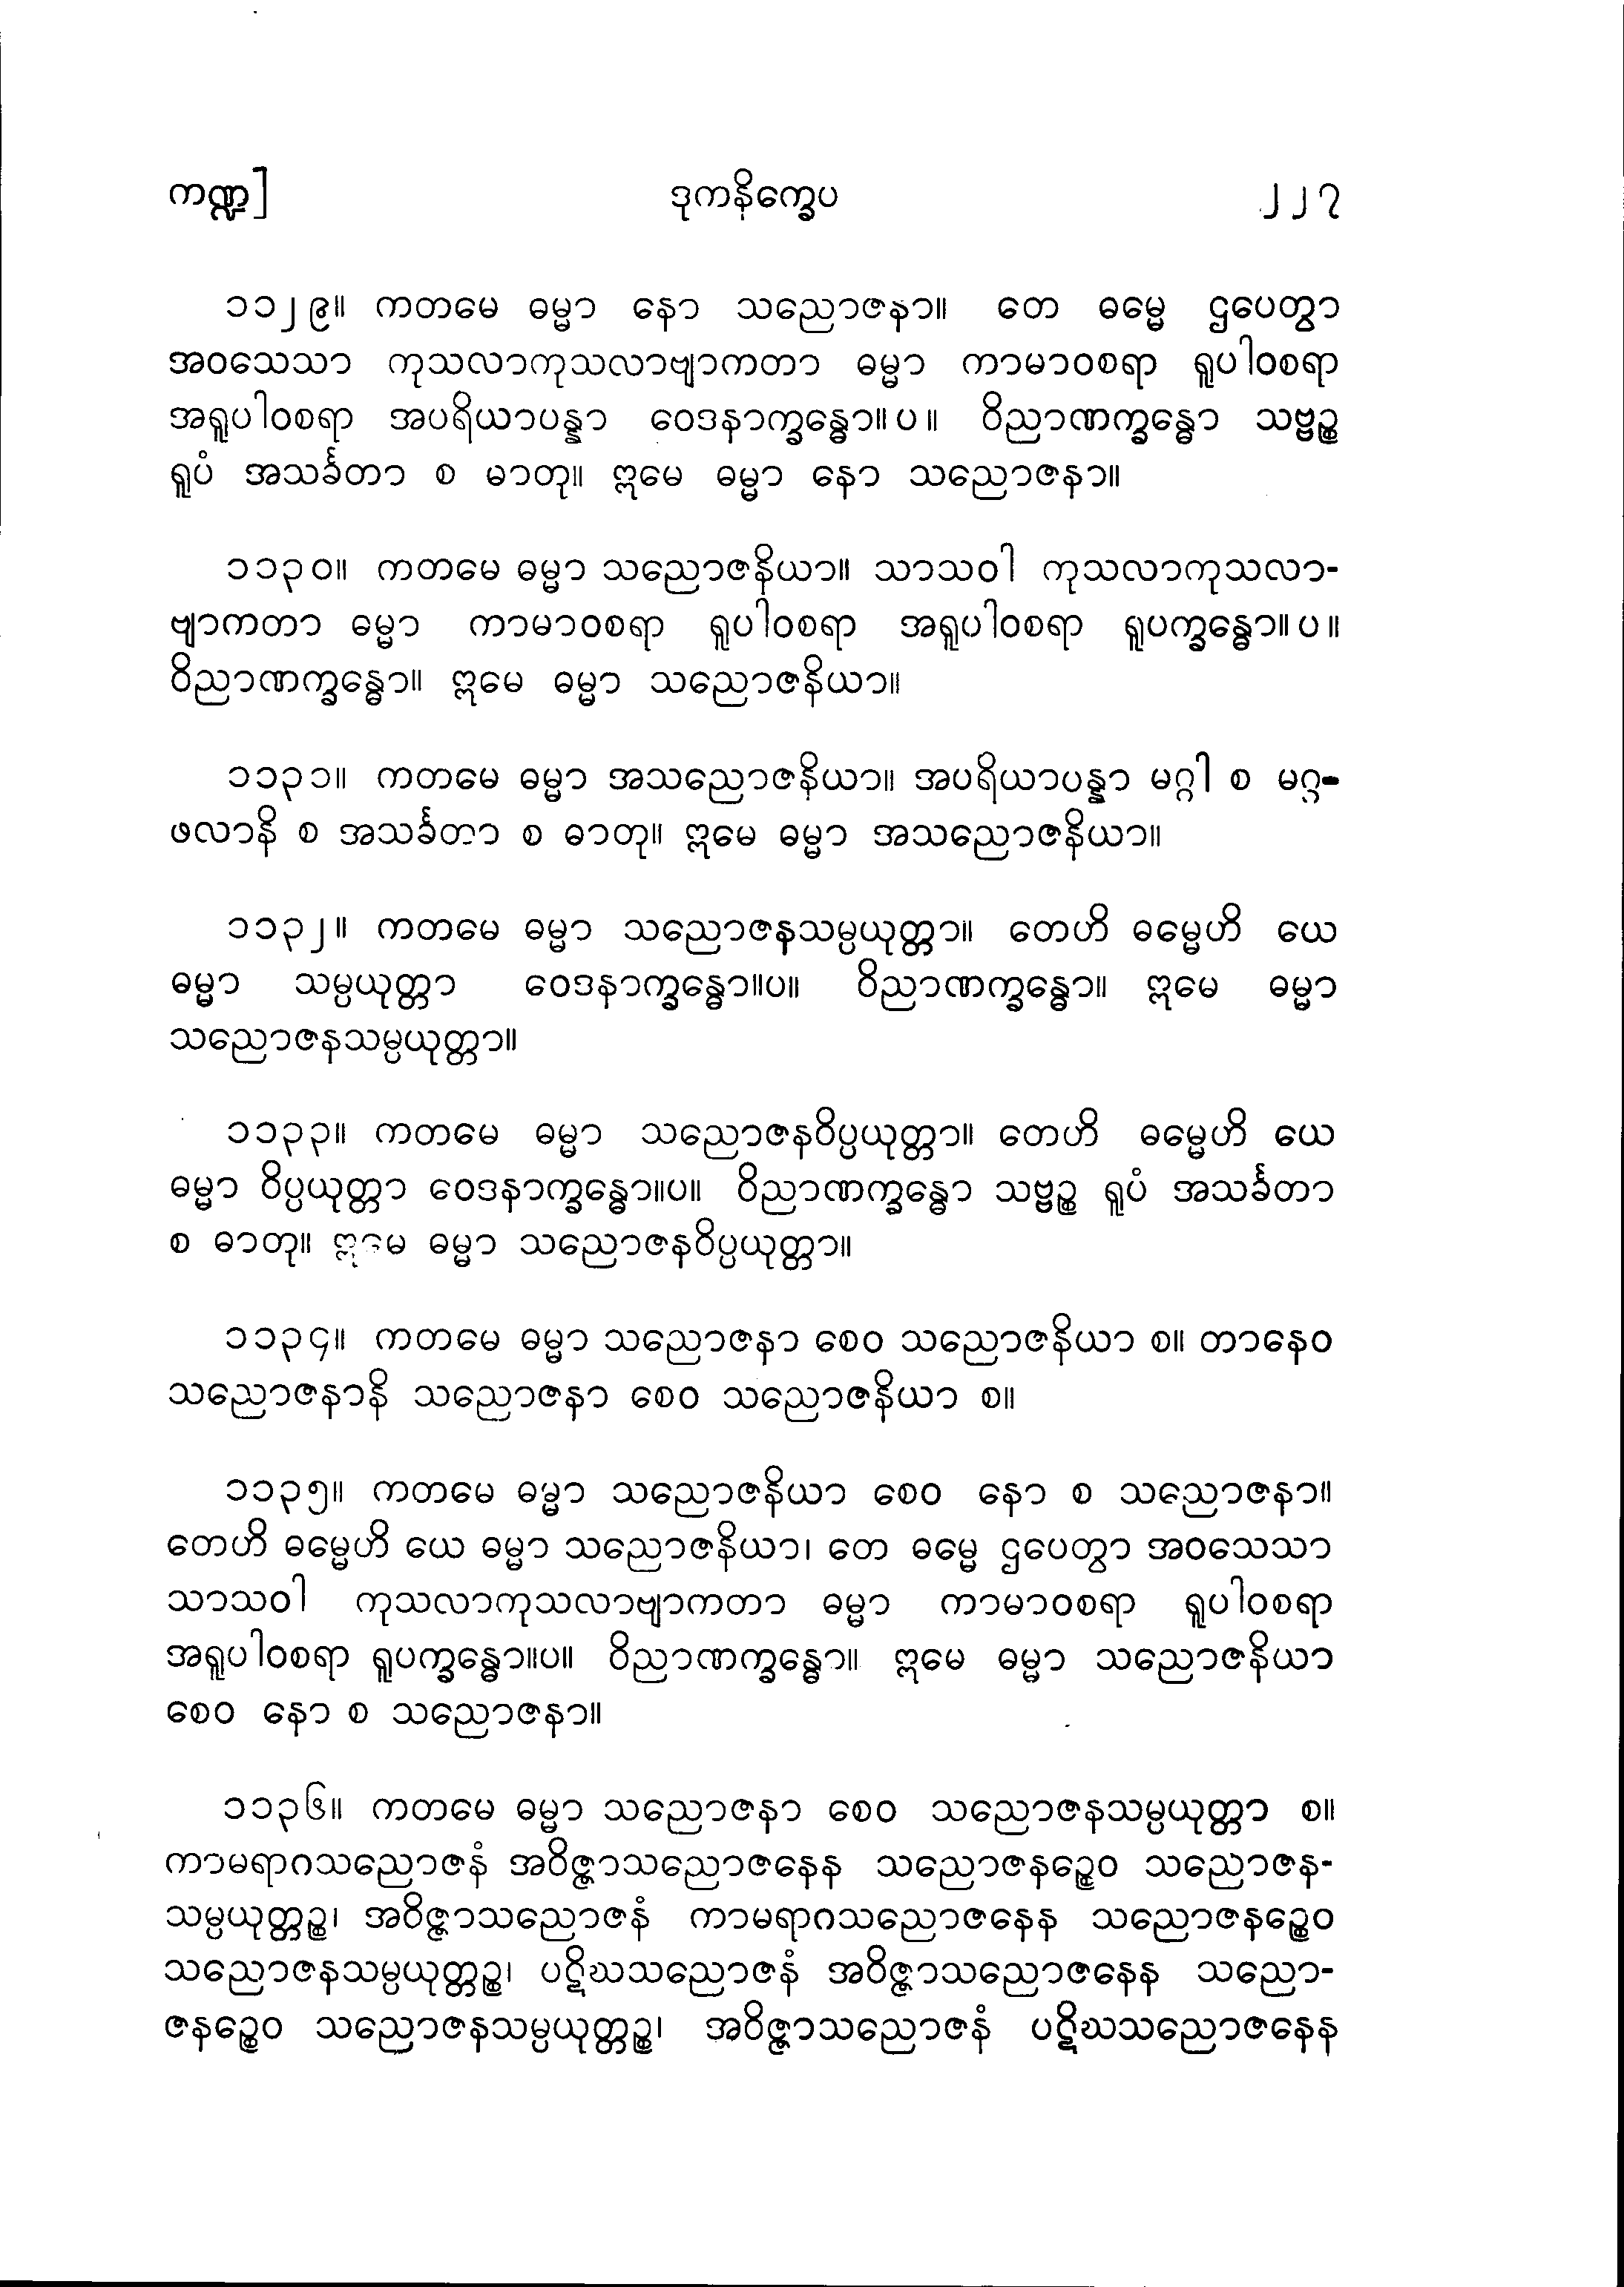 ကဏ္ဍ] ဒုကနိက္ခေပ ၂၂၇
၁၁၂၉။ ကတမေ ဓမ္မာ နော သညောဇနာ။ တေ ဓမ္မေ ဌပေတွာ
အဝသေသာ ကုသလာကုသလာဗျာကတာ ဓမ္မာ ကာမာဝစရာ ရူပါဝစရာ
အရူပါဝစရာ အပရိယာပန္နာ ဝေဒနာက္ခန္ဓော။ပ။ ဝိညာဏက္ခန္ဓော သဗ္ဗဉ္စ
ရူပံ အသင်္ခတာ စ မာတု။ ဣမေ ဓမ္မာ နော သညောဇနာ။
၁၁၃၀။ ကတမေ ဓမ္မာ သညောဇနိယာ။ သာသဝါ ကုသလာကုသလာ-
ဗျာကတာ ဓမ္မာ ကာမာဝစရာ ရူပါဝစရာ အရူပါဝစရာ ရူပက္ခန္ဓော။ပ။
ဝိညာဏက္ခန္ဓော။ ဣမေ ဓမ္မာ သညောဇနိယာ။
၁၁၃၁။ ကတမေ ဓမ္မာ အသညောဇနိယာ။ အပရိယာပန္နာ မဂ္ဂါ စ မဂ္ဂ-
ဖလာနိ စ အသင်္ခတာ စ ဓာတု။ ဣမေ ဓမ္မာ အသညောဇနိယာ။
၁၁၃၂။ ကတမေ ဓမ္မာ သညောဇနသမ္ပယုတ္တာ။ တေဟိ ဓမ္မေဟိ ယေ
ဓမ္မာ သမ္ပယုတ္တာ ဝေဒနာက္ခန္ဓော။ပ။ ဝိညာဏက္ခန္ဓော။ ဣမေ ဓမ္မာ
သညောဇနသမ္ပယုတ္တာ။
၁၁၃၃။ ကတမေ ဓမ္မာ သညောဇနဝိပ္ပယုတ္တာ။ တေဟိ ဓမ္မေဟိ ယေ
ဓမ္မာ ဝိပ္ပယုတ္တာ ဝေဒနာက္ခန္ဓော။ပ။ ဝိညာဏက္ခန္ဓော သဗ္ဗဉ္စ ရူပံ အသင်္ခတာ
စ ဓာတု။ ဣမေ ဓမ္မာ သညောဇနဝိပ္ပယုတ္တာ။
၁၁၃၄။ ကတမေ ဓမ္မာ သညောဇနာ စေဝ သညောဇနိယာ စ။ တာနေဝ
သညောဇနာနိ သညောဇနာ စေဝ သညောဇနိယာ စ။
၁၁၃၅။ ကတမေ ဓမ္မာ သညောဇနိယာ စေဝ နော စ သညောဇနာ။
တေဟိ ဓမ္မေဟိ ယေ ဓမ္မာ သညောဇနိယာ၊ တေ ဓမ္မေ ဌပေတွာ အဝသေသာ
သာသဝါ ကုသလာကုသလာဗျာကတာ ဓမ္မာ ကာမာဝစရာ ရူပါဝစရာ
အရူပါဝစရာ ရူပက္ခန္ဓော။ပ။ ဝိညာဏက္ခန္ဓော။ ဣမေ ဓမ္မာ သညောဇနိယာ
စေဝ နော စ သညောဇနာ။
၁၁၃၆။ ကတမေ ဓမ္မာ သညောဇနာ စေဝ သညောဇနသမ္ပယုတ္တာ စ။
ကာမရာဂသညောဇနံ အဝိဇ္ဇာသညောဇနေန သညောဇနဉ္စေဝ သညောဇန-
သမ္ပယုတ္တဉ္စ၊ အဝိဇ္ဇာသညောဇနံ ကာမရာဂသညောဇနေန သညောဇနဉ္စေဝ
သညောဇနသမ္ပယုတ္တဉ္စ၊ ပဋိဃသညောဇနံ အဝိဇ္ဇာသညောဇနေန သညော-
ဇနဉ္စေဝ သညောဇနသမ္ပယုတ္တဉ္စ၊ အဝိဇ္ဇာသညောဇနံ ပဋိဃသညောဇနေန